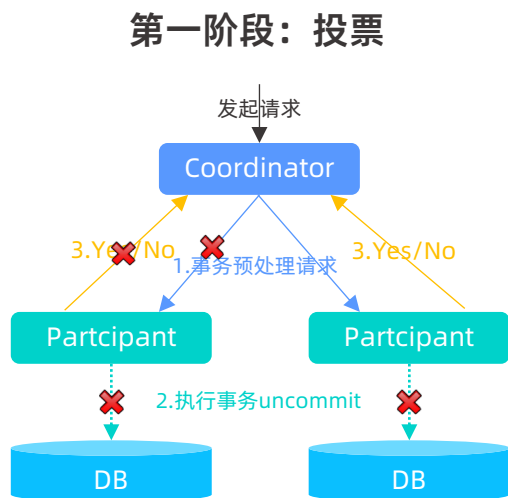 第一阶段：投票
发起请求
Coordinator
3.Yes/No
1.事务预处理请求
3.Yes/No
Partcipant
Partcipant
2.执行事务uncommit
DB
DB